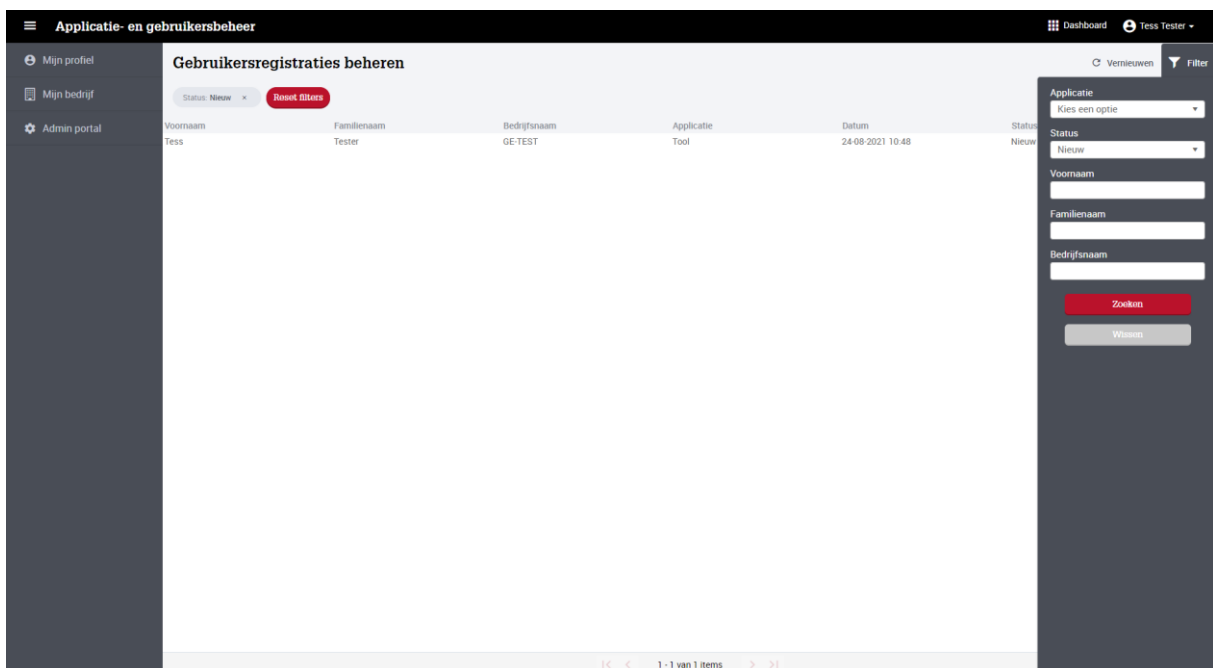 Applicatie- en gebruikersbeheer
Dashboard
Tess Tester
Mijn profiel
Mijn bedrijf
Admin portal
Gebruikersregistraties beheren
Vernieuwen
Filter
Status: Nieuw ×
Reset filters
Voornaam Familienaam Bedrijfsnaam Applicatie Datum Status
Tess Tester GE-TEST Tool 24-08-2021 10:48 Nieuw
Applicatie
Kies een optie
Status
Nieuw
Voornaam
Familienaam
Bedrijfsnaam
Zoeken
Wissen
1 - 1 van 1 items